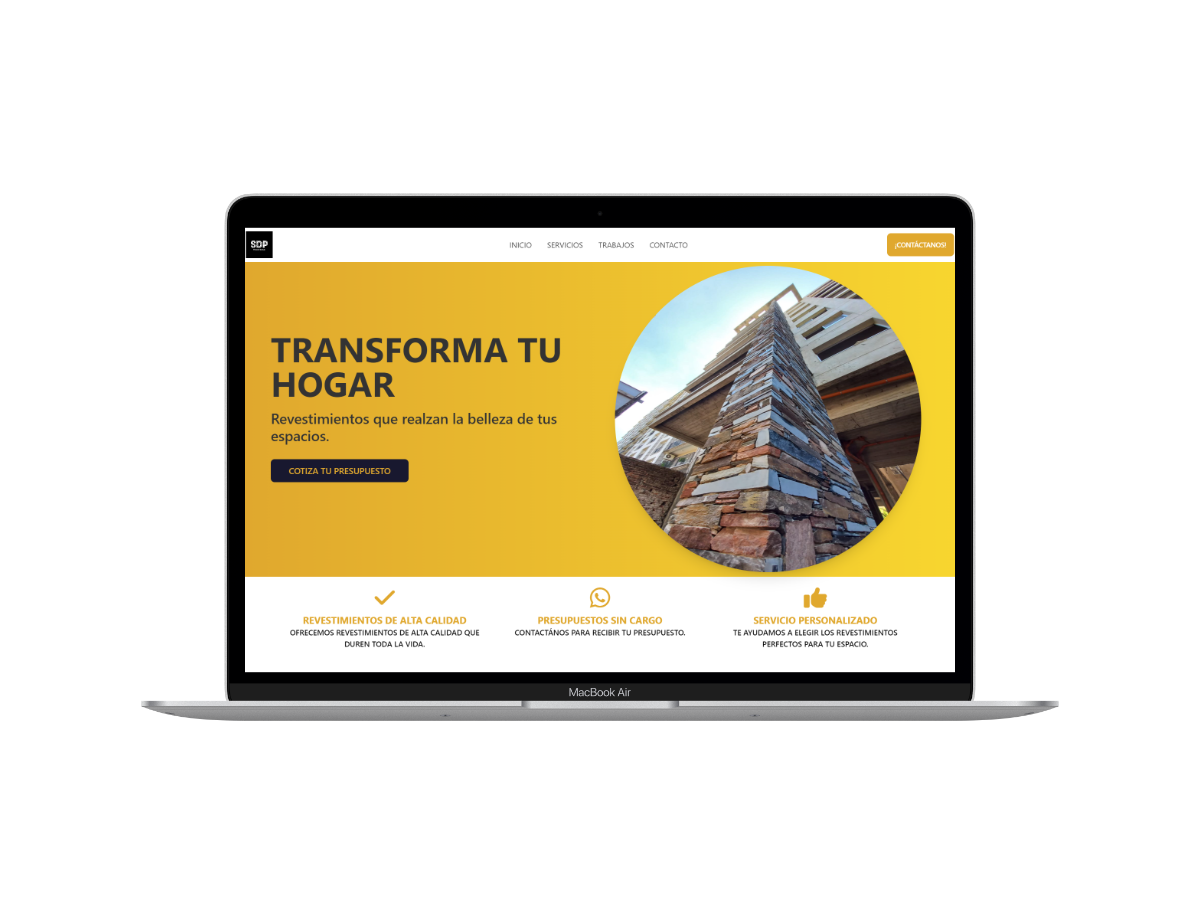 SDP
INICIO SERVICIOS TRABAJOS CONTACTO
¡CONTÁCTANOS!
TRANSFORMA TU
HOGAR
Revestimientos que realzan la belleza de tus
espacios.
COTIZA TU PRESUPUESTO
REVESTIMIENTOS DE ALTA CALIDAD
OFRECEMOS REVESTIMIENTOS DE ALTA CALIDAD QUE
DUREN TODA LA VIDA.
PRESUPUESTOS SIN CARGO
CONTACTÁNOS PARA RECIBIR TU PRESUPUESTO.
SERVICIO PERSONALIZADO
TE AYUDAMOS A ELEGIR LOS REVESTIMIENTOS
PERFECTOS PARA TU ESPACIO.
MacBook Air